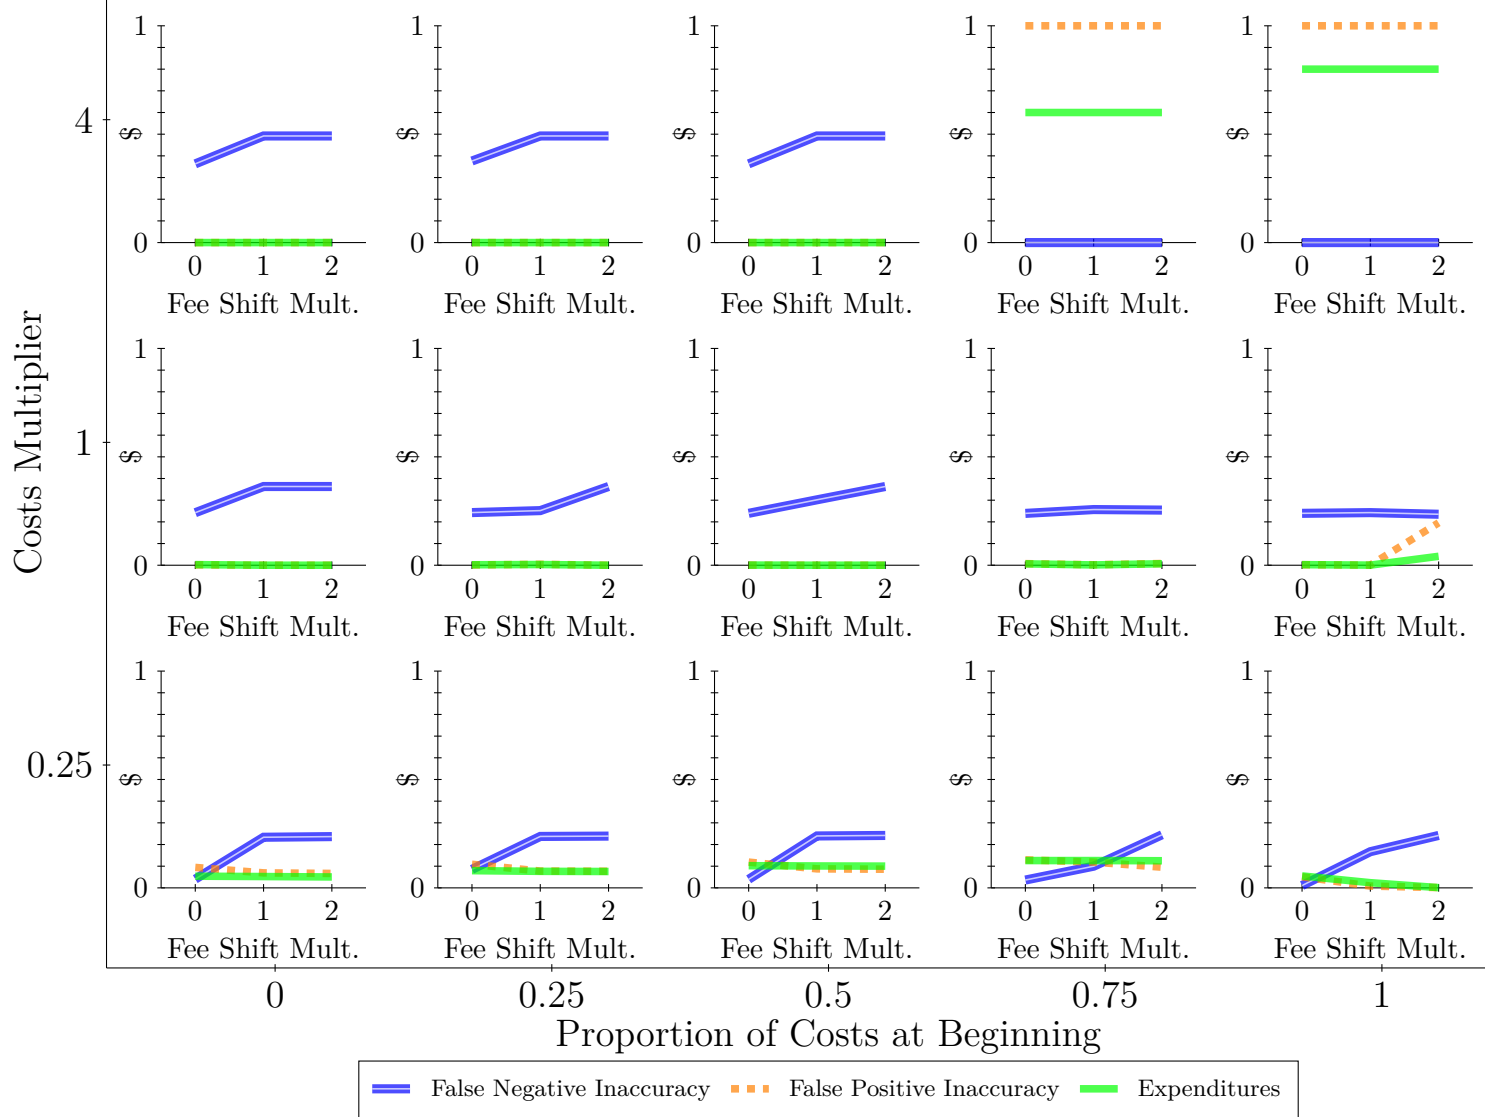 Costs Multiplier
4
1
0.25
1
$
0
0 1 2
Fee Shift Mult.
1
$
0
0 1 2
Fee Shift Mult.
1
$
0
0 1 2
Fee Shift Mult.
1
$
0
0 1 2
Fee Shift Mult.
1
$
0
0 1 2
Fee Shift Mult.
1
$
0
0 1 2
Fee Shift Mult.
1
$
0
0 1 2
Fee Shift Mult.
1
$
0
0 1 2
Fee Shift Mult.
1
$
0
0 1 2
Fee Shift Mult.
1
$
0
0 1 2
Fee Shift Mult.
1
$
0
0 1 2
Fee Shift Mult.
1
$
0
0 1 2
Fee Shift Mult.
1
$
0
0 1 2
Fee Shift Mult.
1
$
0
0 1 2
Fee Shift Mult.
1
$
0
0 1 2
Fee Shift Mult.
0 0.25 0.5 0.75 1
Proportion of Costs at Beginning
False Negative Inaccuracy False Positive Inaccuracy Expenditures